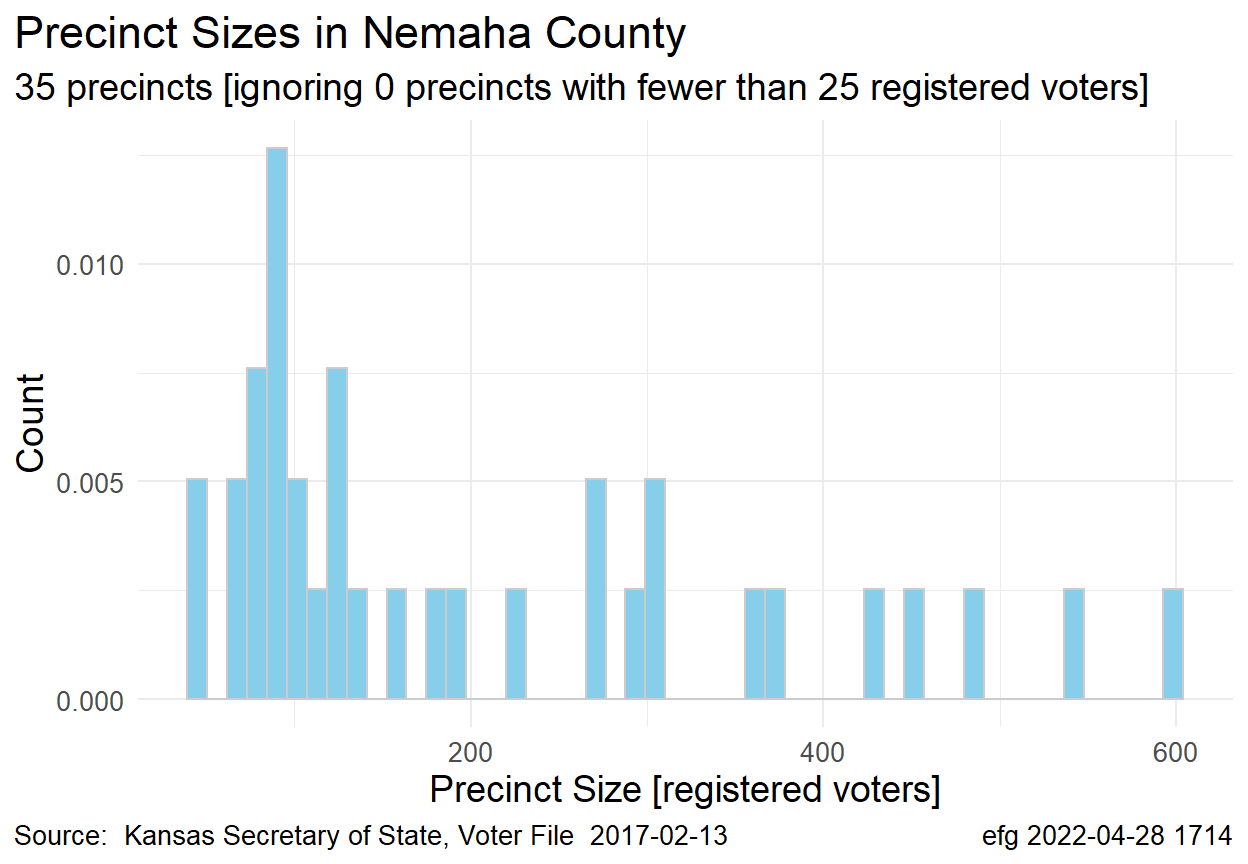 Precinct Sizes in Nemaha County
35 precincts [ignoring 0 precincts with fewer than 25 registered voters]
0.010
0.005
0.000
Count
200 400 600
Precinct Size [registered voters]
Source:  Kansas Secretary of State, Voter File  2017-02-13
efg 2022-04-28 1714